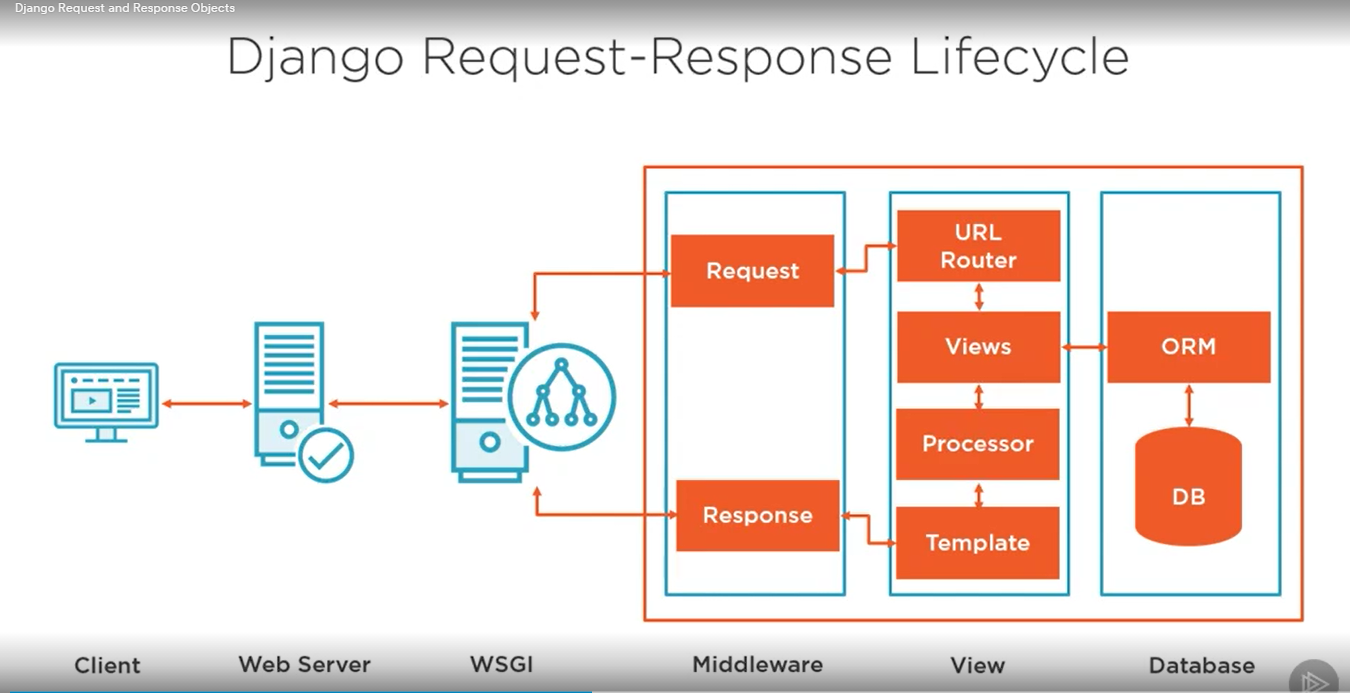 Django Request and Response Objects
Django Request-Response Lifecycle
URL
Router
Request
Views
ORM
Processor
DB
Response
Template
Client
Web Server
WSGI
Middleware
View
Database